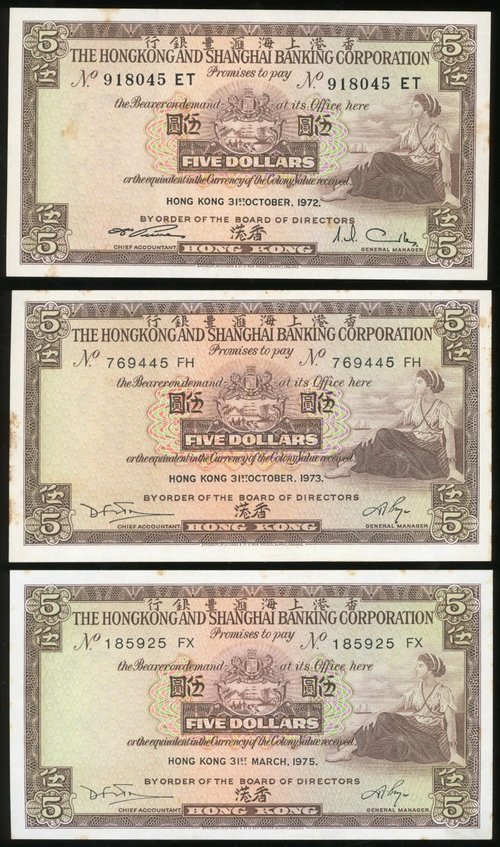 行銀豐滙海上港香
5 THE HONGKONG AND SHANGHAI BANKING CORPORATION 5
伍 Promises to pay 伍
No 918045 ET No 918045 ET
the Bearer on demand at its Office here
圓伍 圓伍
FIVE DOLLARS
or the equivalent in the Currency of the Colony Value received.
HONG KONG 31ST OCTOBER, 1972.
BY ORDER OF THE BOARD OF DIRECTORS
伍 港香 伍
5 CHIEF ACCOUNTANT. HONG KONG GENERAL MANAGER. 5
行銀豐滙海上港香
5 THE HONGKONG AND SHANGHAI BANKING CORPORATION 5
伍 Promises to pay 伍
No 769445 FH No 769445 FH
the Bearer on demand at its Office here
圓伍 圓伍
FIVE DOLLARS
or the equivalent in the Currency of the Colony Value received.
HONG KONG 31ST OCTOBER, 1973.
BY ORDER OF THE BOARD OF DIRECTORS
伍 港香 伍
5 CHIEF ACCOUNTANT. HONG KONG GENERAL MANAGER. 5
行銀豐滙海上港香
5 THE HONGKONG AND SHANGHAI BANKING CORPORATION 5
伍 Promises to pay 伍
No 185925 FX No 185925 FX
the Bearer on demand at its Office here
圓伍 圓伍
FIVE DOLLARS
or the equivalent in the Currency of the Colony Value received.
HONG KONG 31ST MARCH, 1975.
BY ORDER OF THE BOARD OF DIRECTORS
伍 港香 伍
5 CHIEF ACCOUNTANT. HONG KONG GENERAL MANAGER. 5